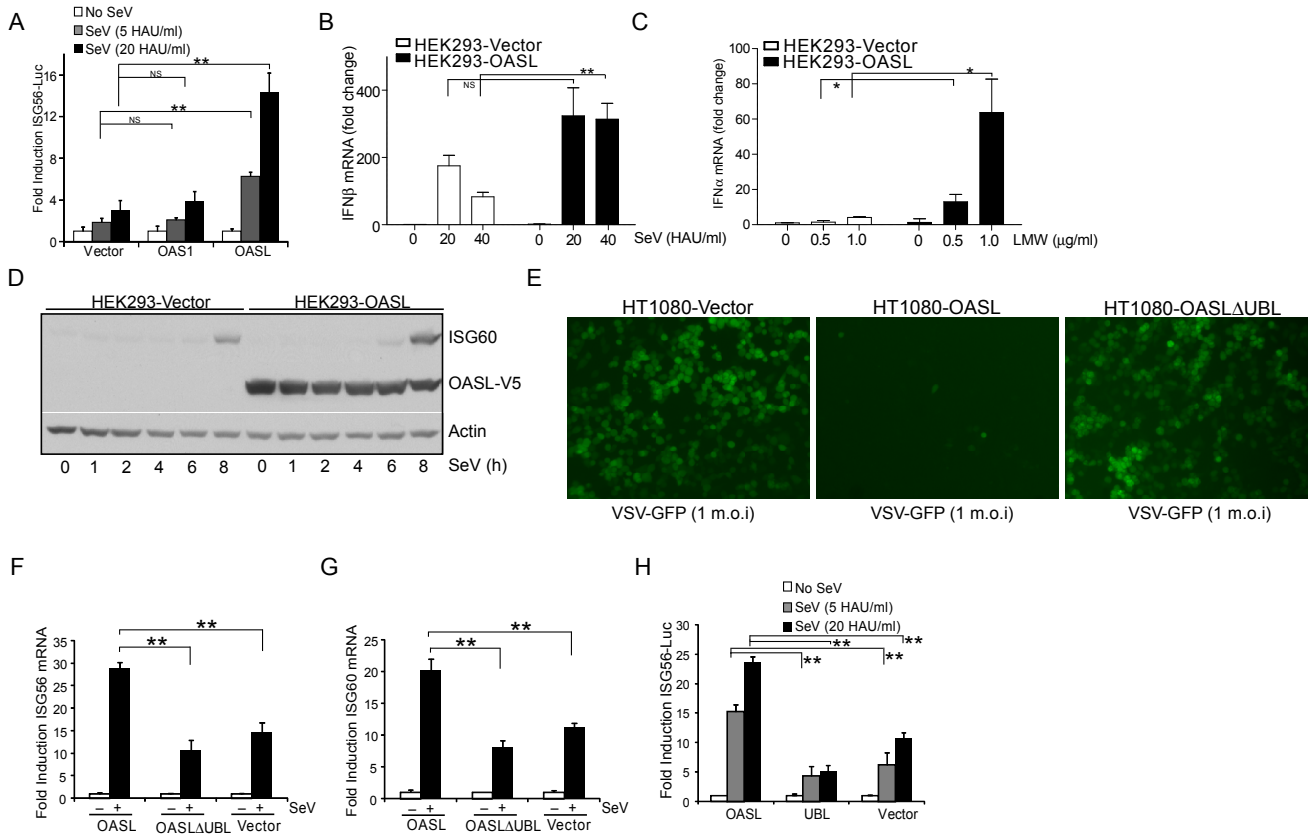 A
No SeV
SeV (5 HAU/ml)
SeV (20 HAU/ml)
Fold Induction ISG56-Luc
16
12
8
4
0
**
NS
**
NS
Vector OAS1 OASL
B
HEK293-Vector
HEK293-OASL
IFNβ mRNA (fold change)
400
200
0
NS
**
0 20 40 0 20 40 SeV (HAU/ml)
C
HEK293-Vector
HEK293-OASL
IFNα mRNA (fold change)
100
80
60
40
20
0
*
*
0 0.5 1.0 0 0.5 1.0 LMW (μg/ml)
D
HEK293-Vector HEK293-OASL
ISG60
OASL-V5
Actin
0 1 2 4 6 8 0 1 2 4 6 8 SeV (h)
E
HT1080-Vector HT1080-OASL HT1080-OASLΔUBL
VSV-GFP (1 m.o.i) VSV-GFP (1 m.o.i) VSV-GFP (1 m.o.i)
F
Fold Induction ISG56 mRNA
35
30
25
20
15
10
5
0
**
**
– + – + – + SeV
OASL OASLΔUBL Vector
G
Fold Induction ISG60 mRNA
25
20
15
10
5
0
**
**
– + – + – + SeV
OASL OASLΔUBL Vector
H
No SeV
SeV (5 HAU/ml)
SeV (20 HAU/ml)
Fold Induction ISG56-Luc
30
25
20
15
10
5
0
**
**
**
**
OASL UBL Vector